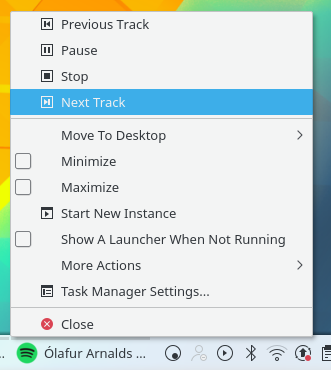 Previous Track
Pause
Stop
Next Track
Move To Desktop
Minimize
Maximize
Start New Instance
Show A Launcher When Not Running
More Actions
Task Manager Settings...
Close
Ólafur Arnalds ...